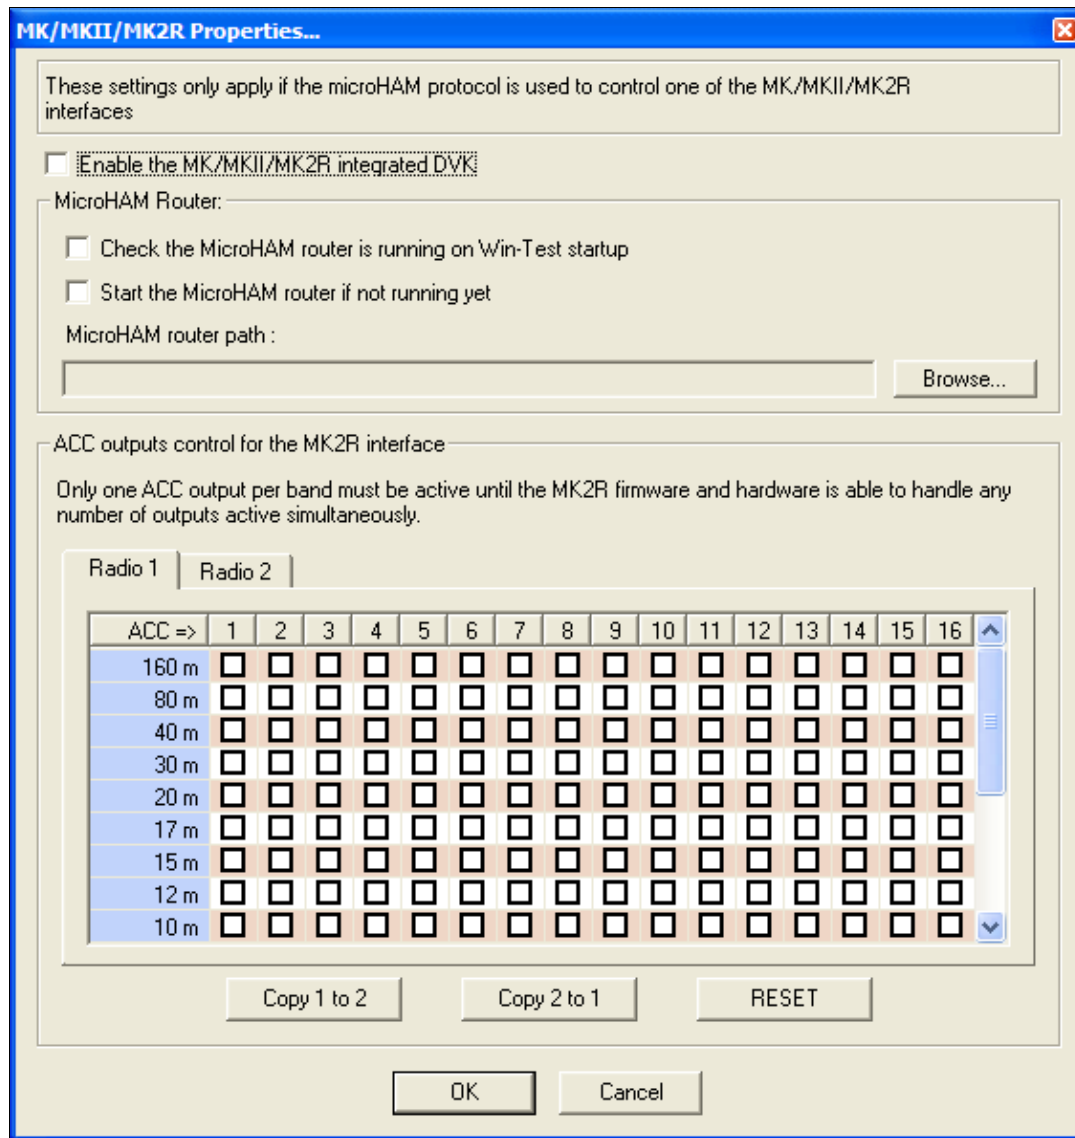 MK/MKII/MK2R Properties...
These settings only apply if the microHAM protocol is used to control one of the MK/MKII/MK2R
interfaces
Enable the MK/MKII/MK2R integrated DVK
MicroHAM Router:
Check the MicroHAM router is running on Win-Test startup
Start the MicroHAM router if not running yet
MicroHAM router path :
Browse...
ACC outputs control for the MK2R interface
Only one ACC output per band must be active until the MK2R firmware and hardware is able to handle any
number of outputs active simultaneously.
Radio 1 Radio 2
ACC => 1 2 3 4 5 6 7 8 9 10 11 12 13 14 15 16
160 m
80 m
40 m
30 m
20 m
17 m
15 m
12 m
10 m
Copy 1 to 2 Copy 2 to 1 RESET
OK Cancel